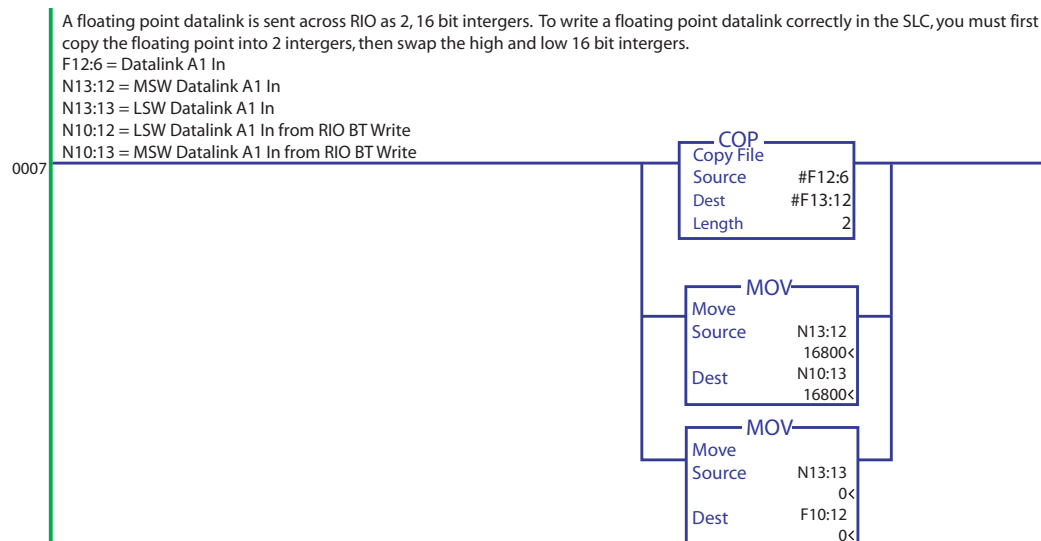 A floating point datalink is sent across RIO as 2, 16 bit intergers. To write a floating point datalink correctly in the SLC, you must first
copy the floating point into 2 intergers, then swap the high and low 16 bit intergers.
F12:6 = Datalink A1 In
N13:12 = MSW Datalink A1 In
N13:13 = LSW Datalink A1 In
N10:12 = LSW Datalink A1 In from RIO BT Write
N10:13 = MSW Datalink A1 In from RIO BT Write
0007
COP
Copy File
Source #F12:6
Dest #F13:12
Length 2
MOV
Move
Source N13:12
16800<
Dest N10:13
16800<
MOV
Move
Source N13:13
0<
Dest F10:12
0<